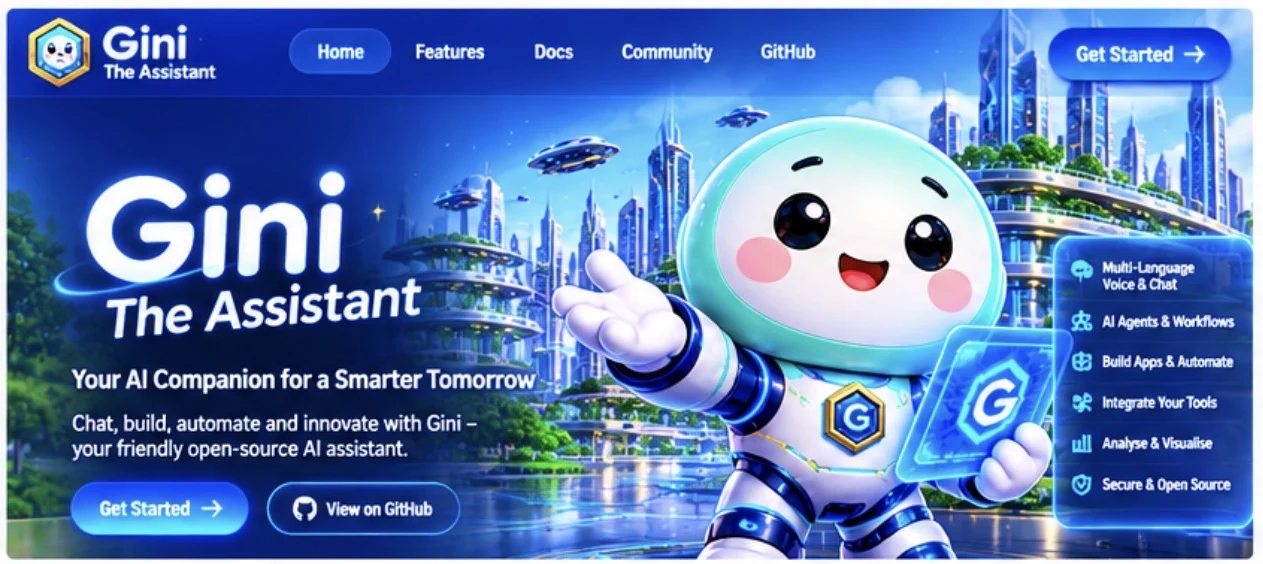 Gini
The Assistant
Home
Features
Docs
Community
GitHub
Get Started →
Gini
The Assistant
Your AI Companion for a Smarter Tomorrow
Chat, build, automate and innovate with Gini –
your friendly open-source AI assistant.
Get Started →
View on GitHub
G
G
Multi-Language
Voice & Chat
AI Agents & Workflows
Build Apps & Automate
Integrate Your Tools
Analyse & Visualise
Secure & Open Source